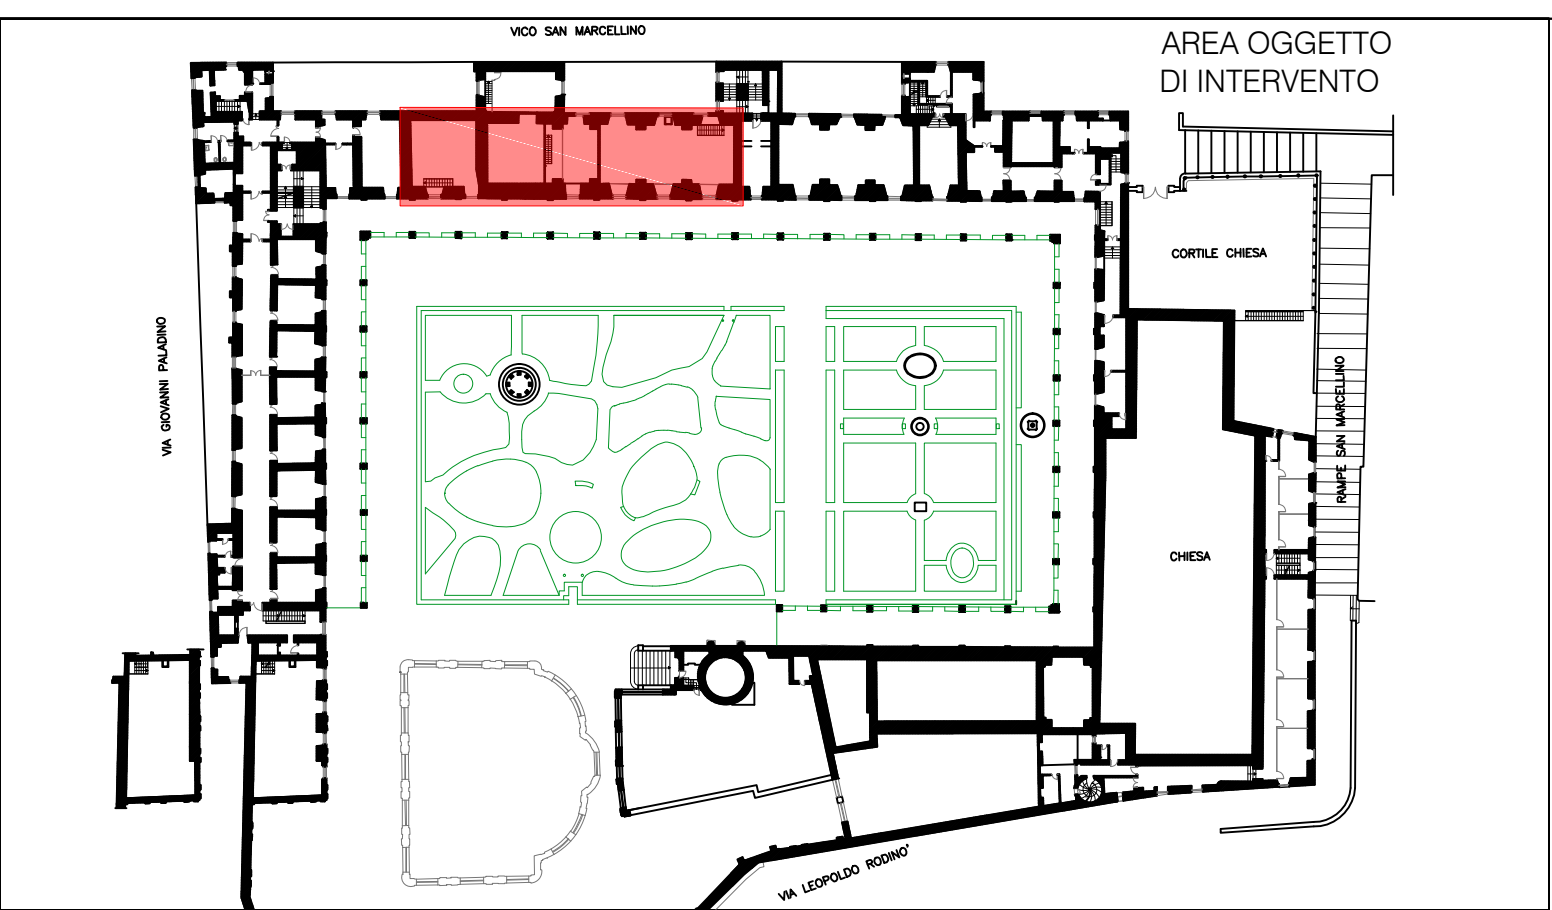 VICO SAN MARCELLINO
AREA OGGETTO
DI INTERVENTO
CORTILE CHIESA
VIA GIOVANNI PALADINO
RAMPE SAN MARCELLINO
CHIESA
VIA LEOPOLDO RODINO'